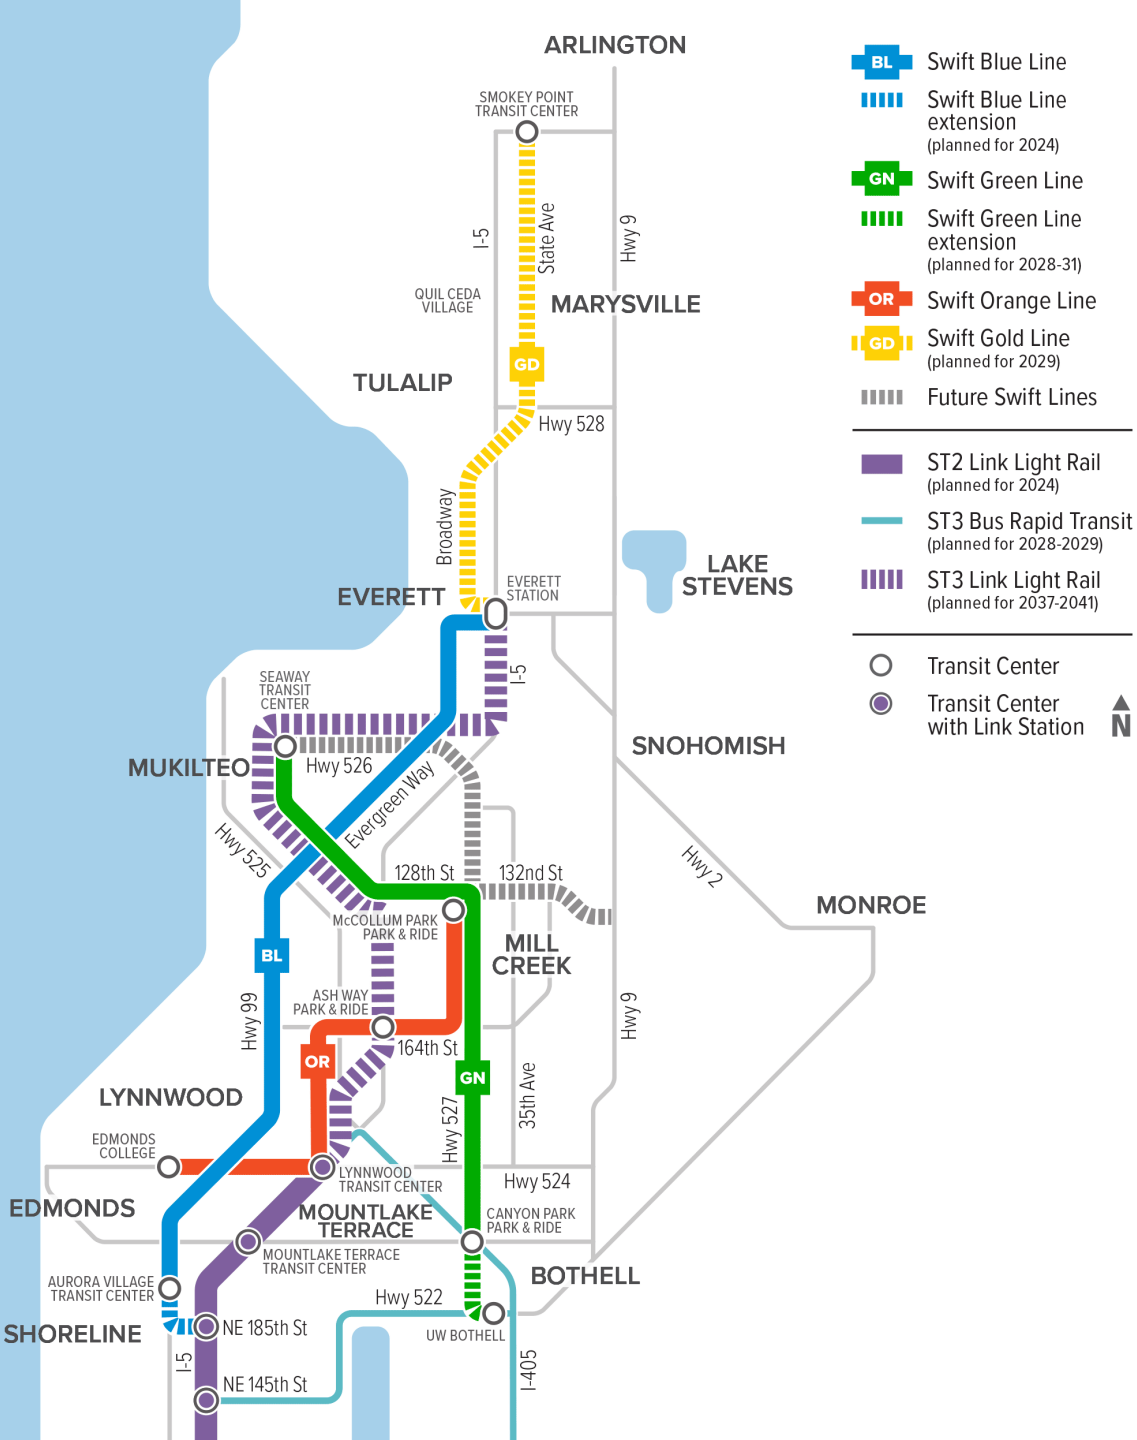 ARLINGTON
SMOKEY POINT
TRANSIT CENTER
I-5
State Ave
Hwy 9
QUIL CEDA
VILLAGE
MARYSVILLE
GD
TULALIP
Hwy 528
Broadway
LAKE
STEVENS
EVERETT
EVERETT
STATION
I-5
SEAWAY
TRANSIT
CENTER
SNOHOMISH
MUKILTEO
Hwy 526
Evergreen Way
Hwy 525
Hwy 2
128th St
132nd St
MONROE
McCOLLUM PARK
PARK & RIDE
MILL
CREEK
BL
ASH WAY
PARK & RIDE
Hwy 99
Hwy 9
164th St
OR
GN
LYNNWOOD
35th Ave
Hwy 527
EDMONDS
COLLEGE
LYNNWOOD
TRANSIT CENTER
Hwy 524
EDMONDS
MOUNTLAKE
TERRACE
CANYON PARK
PARK & RIDE
MOUNTLAKE TERRACE
TRANSIT CENTER
BOTHELL
AURORA VILLAGE
TRANSIT CENTER
Hwy 522
SHORELINE
NE 185th St
UW BOTHELL
I-5
I-405
NE 145th St
BL
Swift Blue Line
Swift Blue Line
extension
(planned for 2024)
GN
Swift Green Line
Swift Green Line
extension
(planned for 2028-31)
OR
Swift Orange Line
GD
Swift Gold Line
(planned for 2029)
Future Swift Lines
ST2 Link Light Rail
(planned for 2024)
ST3 Bus Rapid Transit
(planned for 2028-2029)
ST3 Link Light Rail
(planned for 2037-2041)
Transit Center
Transit Center
with Link Station
N